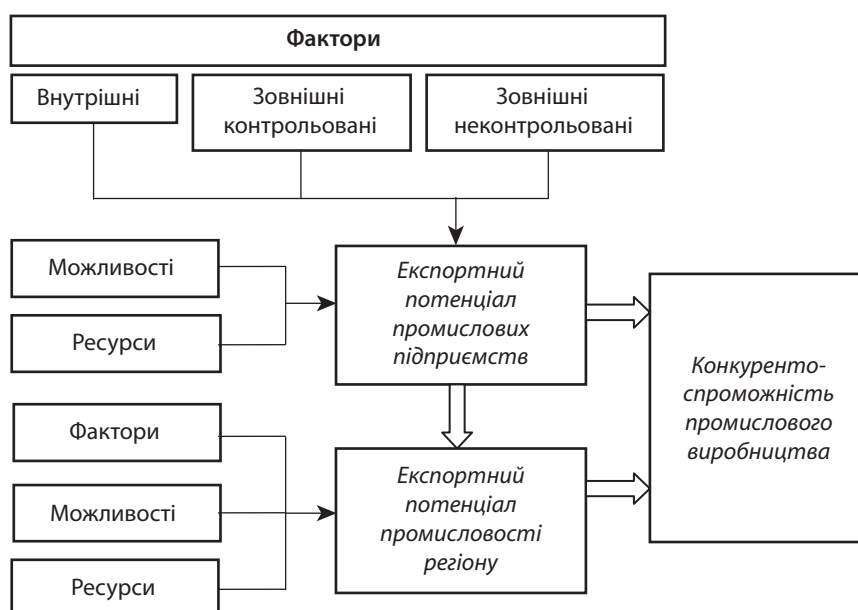 Фактори
Внутрішні
Зовнішні
контрольовані
Зовнішні
неконтрольовані
Можливості
Ресурси
Експортний
потенціал
промислових
підприємств
Конкуренто-
спроможність
промислового
виробництва
Фактори
Можливості
Ресурси
Експортний
потенціал
промисловості
регіону